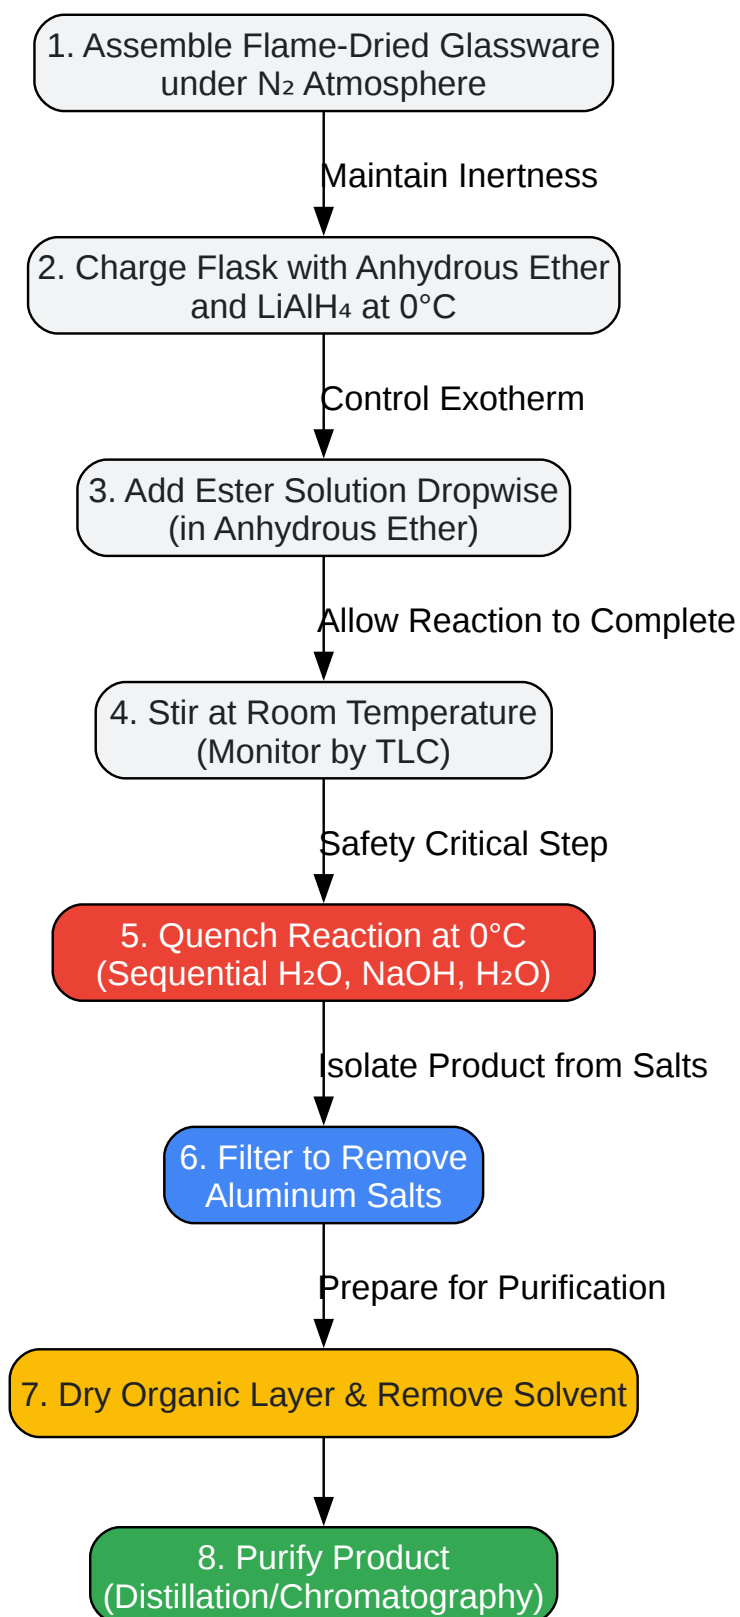 1. Assemble Flame-Dried Glassware
under N₂ Atmosphere
Maintain Inertness
2. Charge Flask with Anhydrous Ether
and LiAlH₄ at 0°C
Control Exotherm
3. Add Ester Solution Dropwise
(in Anhydrous Ether)
Allow Reaction to Complete
4. Stir at Room Temperature
(Monitor by TLC)
Safety Critical Step
5. Quench Reaction at 0°C
(Sequential H₂O, NaOH, H₂O)
Isolate Product from Salts
6. Filter to Remove
Aluminum Salts
Prepare for Purification
7. Dry Organic Layer & Remove Solvent
8. Purify Product
(Distillation/Chromatography)